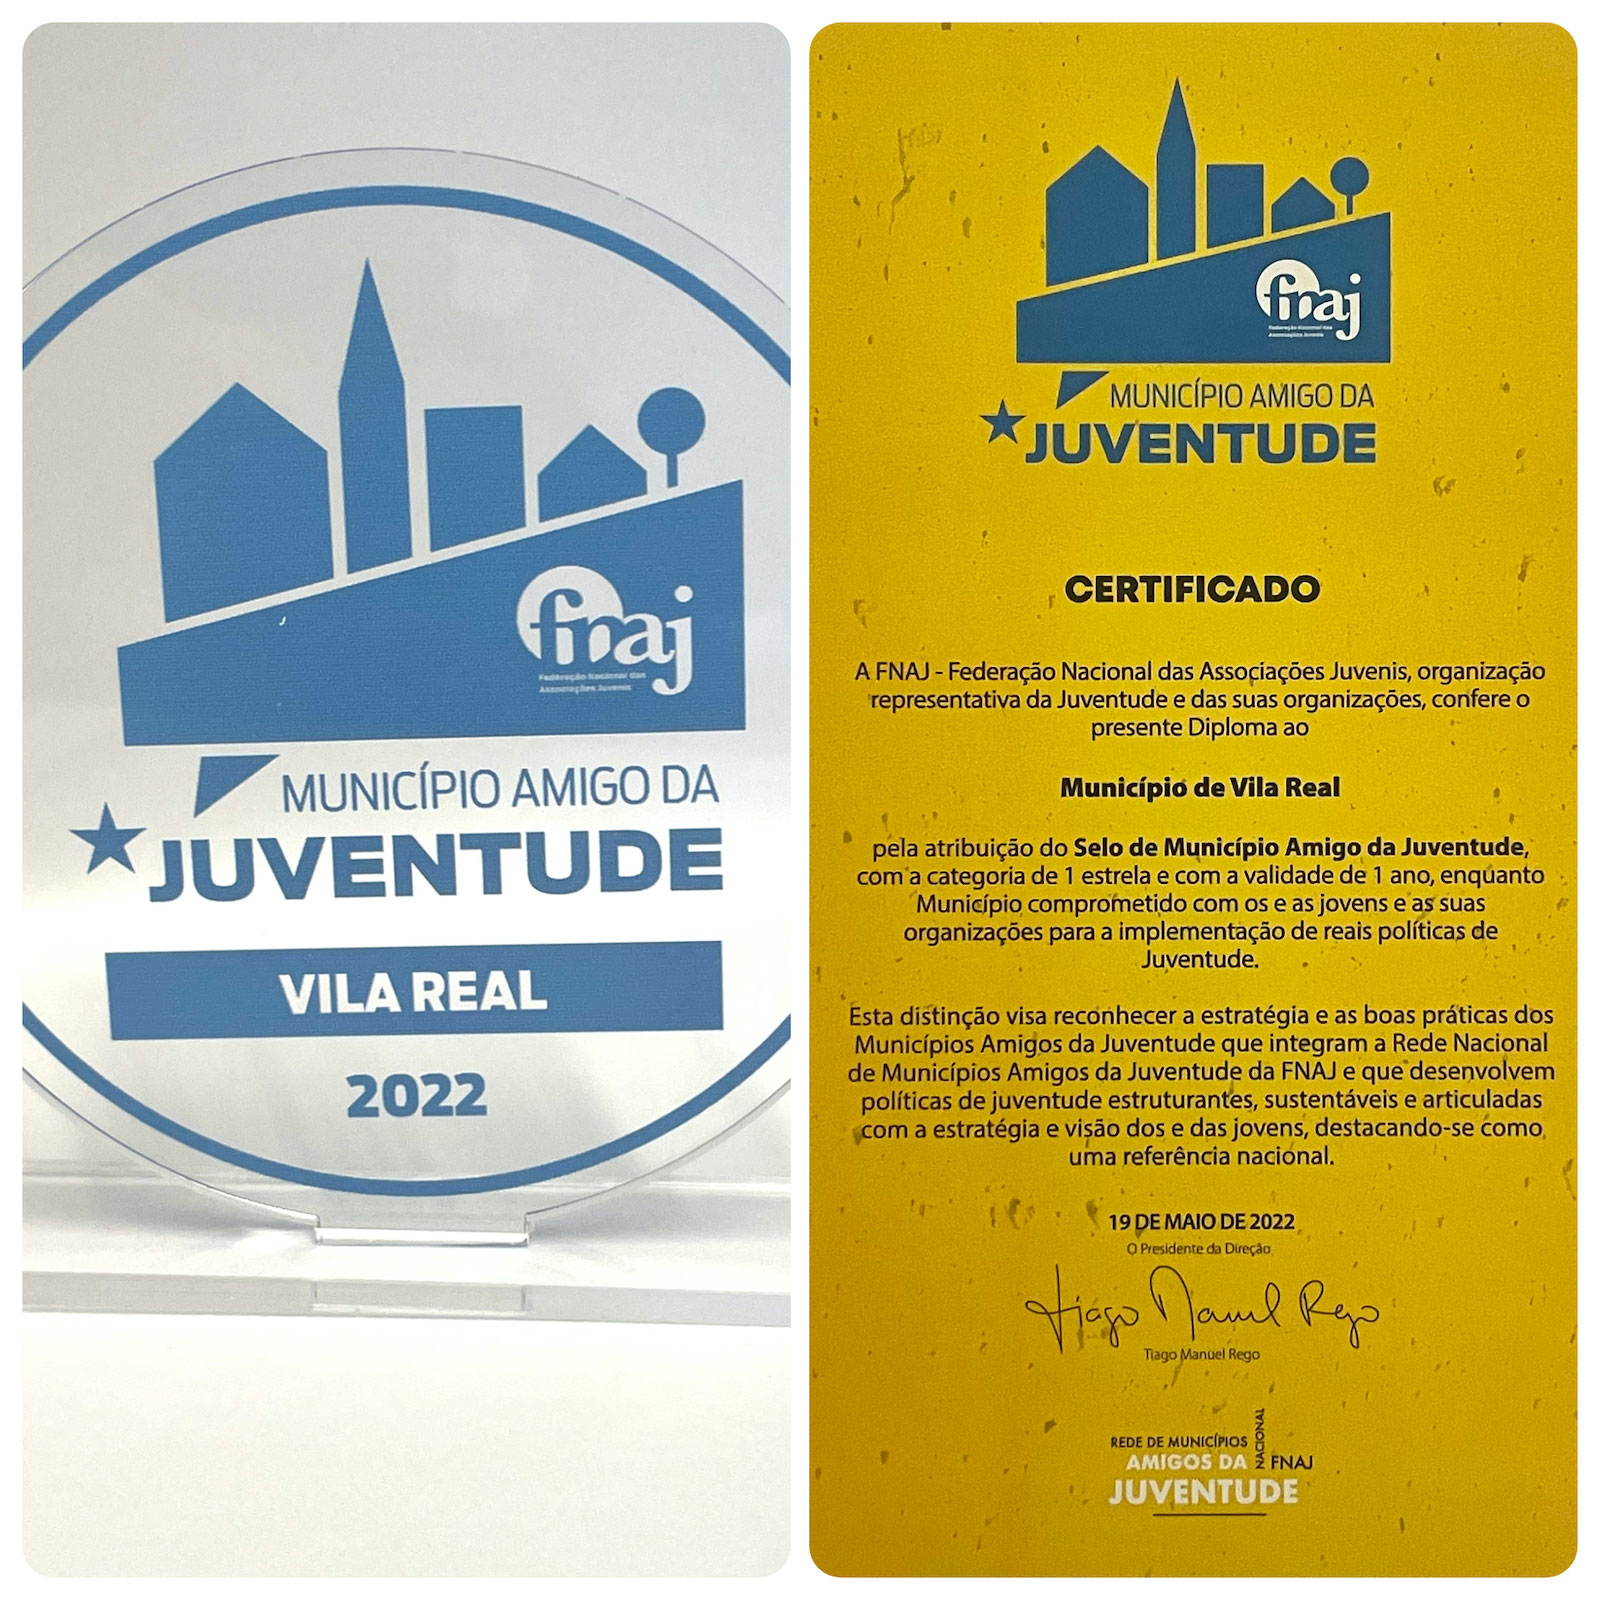 fnaj
Federação Nacional das
Associações Juvenis
MUNICÍPIO AMIGO DA
JUVENTUDE
VILA REAL
2022
fnaj
Federação Nacional das
Associações Juvenis
MUNICÍPIO AMIGO DA
JUVENTUDE
CERTIFICADO
A FNAJ - Federação Nacional das Associações Juvenis, organização
representativa da Juventude e das suas organizações, confere o
presente Diploma ao
Município de Vila Real
pela atribuição do Selo de Município Amigo da Juventude,
com a categoria de 1 estrela e com a validade de 1 ano, enquanto
Município comprometido com os e as jovens e as suas
organizações para a implementação de reais políticas de
Juventude.
Esta distinção visa reconhecer a estratégia e as boas práticas dos
Municípios Amigos da Juventude que integram a Rede Nacional
de Municípios Amigos da Juventude da FNAJ e que desenvolvem
políticas de juventude estruturantes, sustentáveis e articuladas
com a estratégia e visão dos e das jovens, destacando-se como
uma referência nacional.
19 DE MAIO DE 2022
O Presidente da Direção
Tiago Manuel Rego
Tiago Manuel Rego
REDE DE MUNICÍPIOS
NACIONAL
AMIGOS DA FNAJ
JUVENTUDE